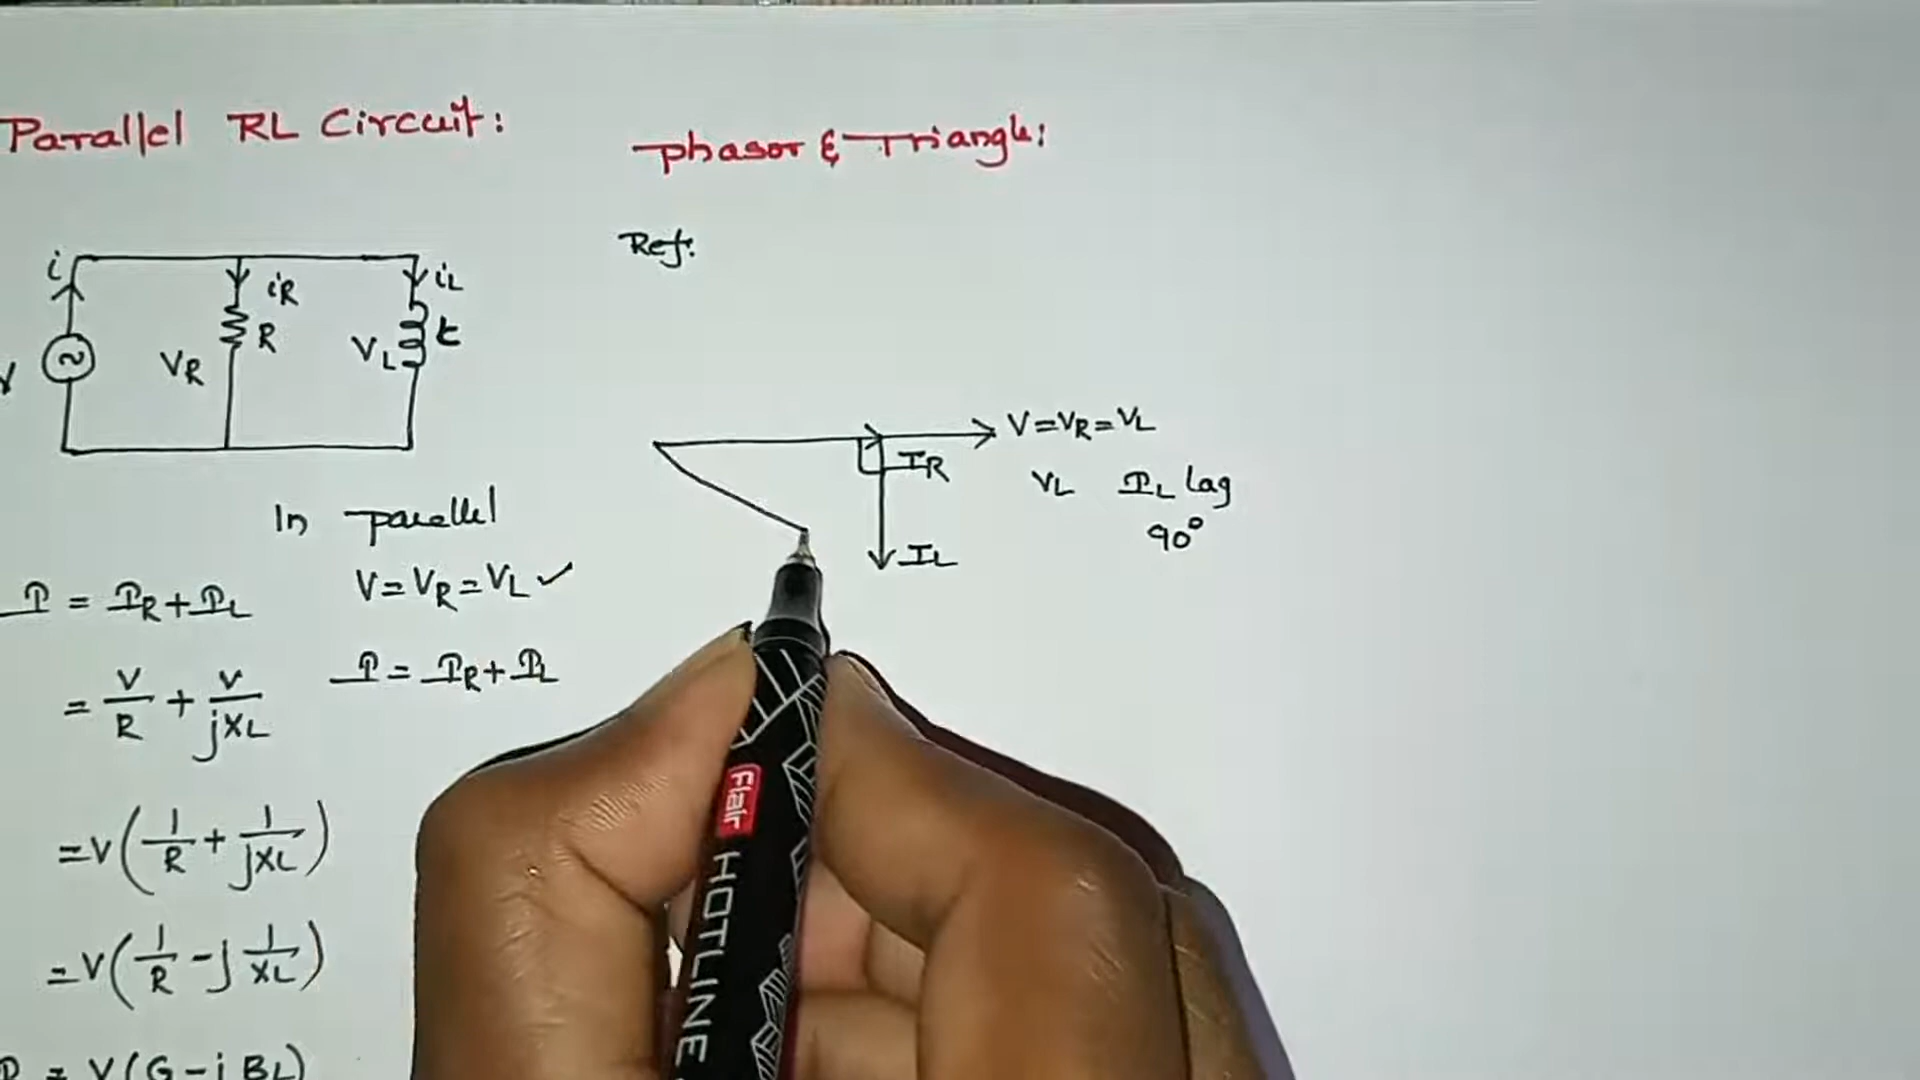 Parallel RL Circuit:
Phasor & Triangle:
Ref:
i
iR
iL
R
L
VR
VL
V
V=VR=VL
IR
VL IL lag
90°
IL
In parallel
V=VR=VL ✓
I = IR+IL
I = IR+IL
= V/R + V/jXL
=V(1/R + 1/jXL)
=V(1/R - j 1/XL)
I = V(G-jBL)
Flair
HOTLINE